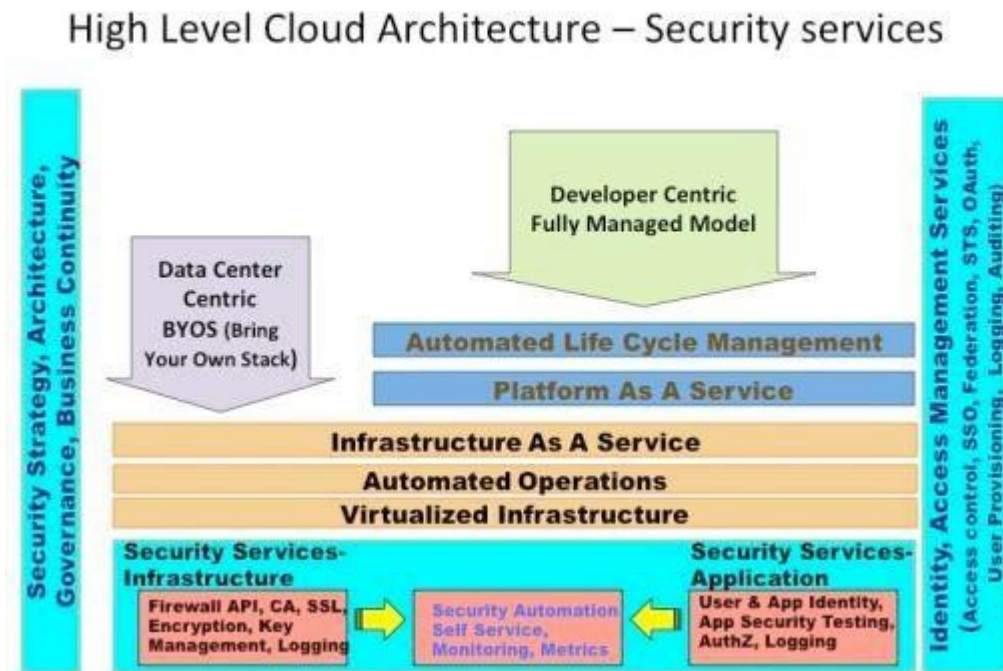 High Level Cloud Architecture – Security services
Security Strategy, Architecture,
Governance, Business Continuity
Data Center
Centric
BYOS (Bring
Your Own Stack)
Developer Centric
Fully Managed Model
Automated Life Cycle Management
Platform As A Service
Infrastructure As A Service
Automated Operations
Virtualized Infrastructure
Security Services-
Infrastructure
Firewall API, CA, SSL,
Encryption, Key
Management, Logging
Security Automation
Self Service,
Monitoring, Metrics
Security Services-
Application
User & App Identity,
App Security Testing,
AuthZ, Logging
Identity, Access Management Services
(Access control, SSO, Federation, STS, OAuth,
User Provisioning, Logging, Auditing)